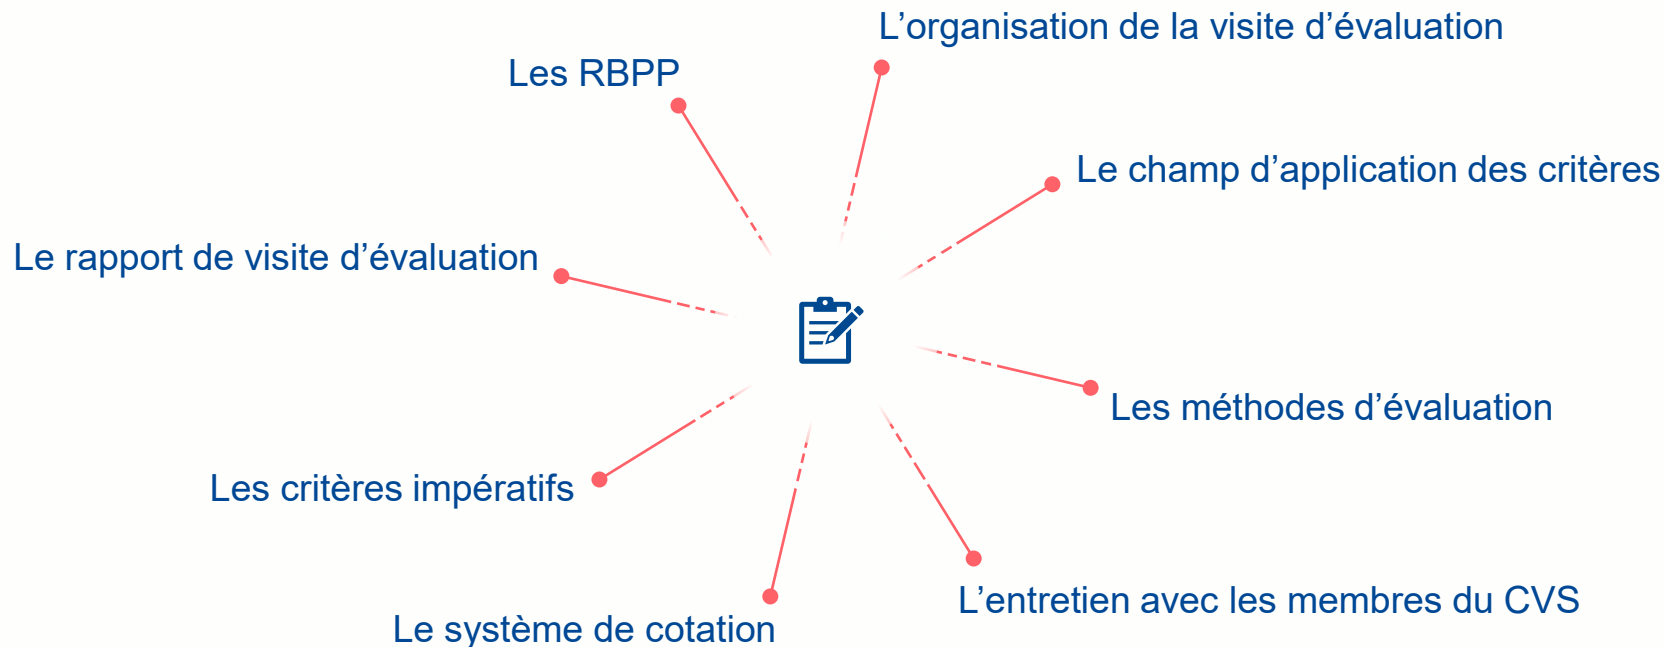 L’organisation de la visite d’évaluation
Les RBPP
Le champ d’application des critères
Le rapport de visite d’évaluation
Les méthodes d’évaluation
Les critères impératifs
L’entretien avec les membres du CVS
Le système de cotation